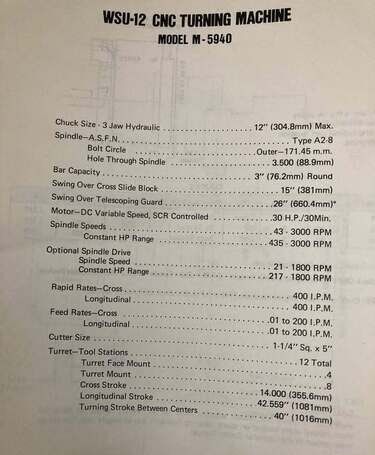 WSU-12 CNC TURNING MACHINE
MODEL M-5940
Chuck Size - 3 Jaw Hydraulic . . . . . . . . . . . . . . . . . . . . 12" (304.8mm) Max.
Spindle—A.S.F.N. . . . . . . . . . . . . . . . . . . . . Type A2-8
Bolt Circle . . . . . . . . . . . . . . . . . . . . Outer—171.45 m.m.
Hole Through Spindle . . . . . . . . . . . . . . . . . . . . 3.500 (88.9mm)
Bar Capacity . . . . . . . . . . . . . . . . . . . . 3" (76.2mm) Round
Swing Over Cross Slide Block . . . . . . . . . . . . . . . . . . . . 15" (381mm)
Swing Over Telescoping Guard . . . . . . . . . . . . . . . . . . . . 26" (660.4mm)*
Motor—DC Variable Speed, SCR Controlled . . . . . . . . . . 30 H.P./30Min.
Spindle Speeds . . . . . . . . . . . . . . . . . . . . 43 - 3000 RPM
Constant HP Range . . . . . . . . . . . . . . . . . . . . 435 - 3000 RPM
Optional Spindle Drive
Spindle Speed . . . . . . . . . . . . . . . . . . . . 21 - 1800 RPM
Constant HP Range . . . . . . . . . . . . . . . . . . . . 217 - 1800 RPM
Rapid Rates—Cross . . . . . . . . . . . . . . . . . . . . 400 I.P.M.
Longitudinal . . . . . . . . . . . . . . . . . . . . 400 I.P.M.
Feed Rates—Cross . . . . . . . . . . . . . . . . . . . . .01 to 200 I.P.M.
Longitudinal . . . . . . . . . . . . . . . . . . . . .01 to 200 I.P.M.
Cutter Size . . . . . . . . . . . . . . . . . . . . 1-1/4" Sq. x 5"
Turret—Tool Stations . . . . . . . . . . . . . . . . . . . . 12 Total
Turret Face Mount . . . . . . . . . . . . . . . . . . . . 4
Turret Mount . . . . . . . . . . . . . . . . . . . . 8
Cross Stroke . . . . . . . . . . . . . . . . . . . . 14.000 (355.6mm)
Longitudinal Stroke . . . . . . . . . . . . . . . . . . . . 42.559" (1081mm)
Turning Stroke Between Centers . . . . . . . . . . . . . . . . . . . . 40" (1016mm)